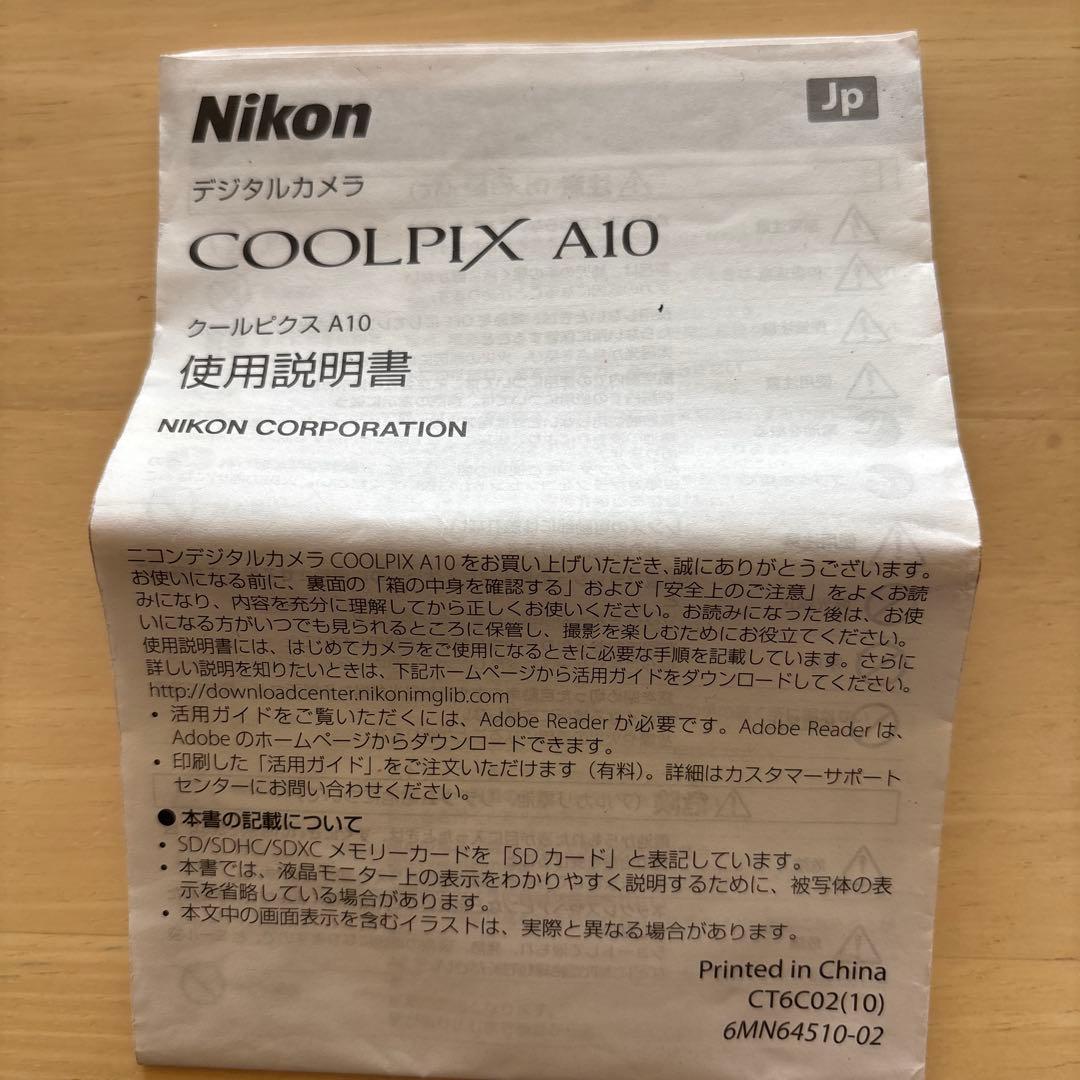 Nikon
Jp
デジタルカメラ
COOLPIX A10
クールピクス A10
使用説明書
NIKON CORPORATION
ニコンデジタルカメラ COOLPIX A10 をお買い上げいただき、誠にありがとうございます。
お使いになる前に、裏面の「箱の中身を確認する」および「安全上のご注意」をよくお読
みになり、内容を充分に理解してから正しくお使いください。お読みになった後は、お使
いになる方がいつでも見られるところに保管し、撮影を楽しむためにお役立てください。
使用説明書には、はじめてカメラをご使用になるときに必要な手順を記載しています。さらに
詳しい説明を知りたいときは、下記ホームページから活用ガイドをダウンロードしてください。
http://downloadcenter.nikonimglib.com
• 活用ガイドをご覧いただくには、Adobe Reader が必要です。Adobe Reader は、
Adobe のホームページからダウンロードできます。
• 印刷した「活用ガイド」をご注文いただけます（有料）。詳細はカスタマーサポート
センターにお問い合わせください。
● 本書の記載について
• SD/SDHC/SDXC メモリーカードを「SD カード」と表記しています。
• 本書では、液晶モニター上の表示をわかりやすく説明するために、被写体の表
示を省略している場合があります。
• 本文中の画面表示を含むイラストは、実際と異なる場合があります。
Printed in China
CT6C02(10)
6MN64510-02